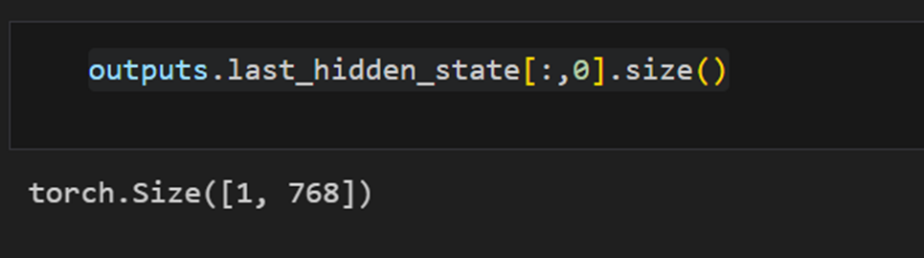 outputs.last_hidden_state[:,0].size()
torch.Size([1, 768])